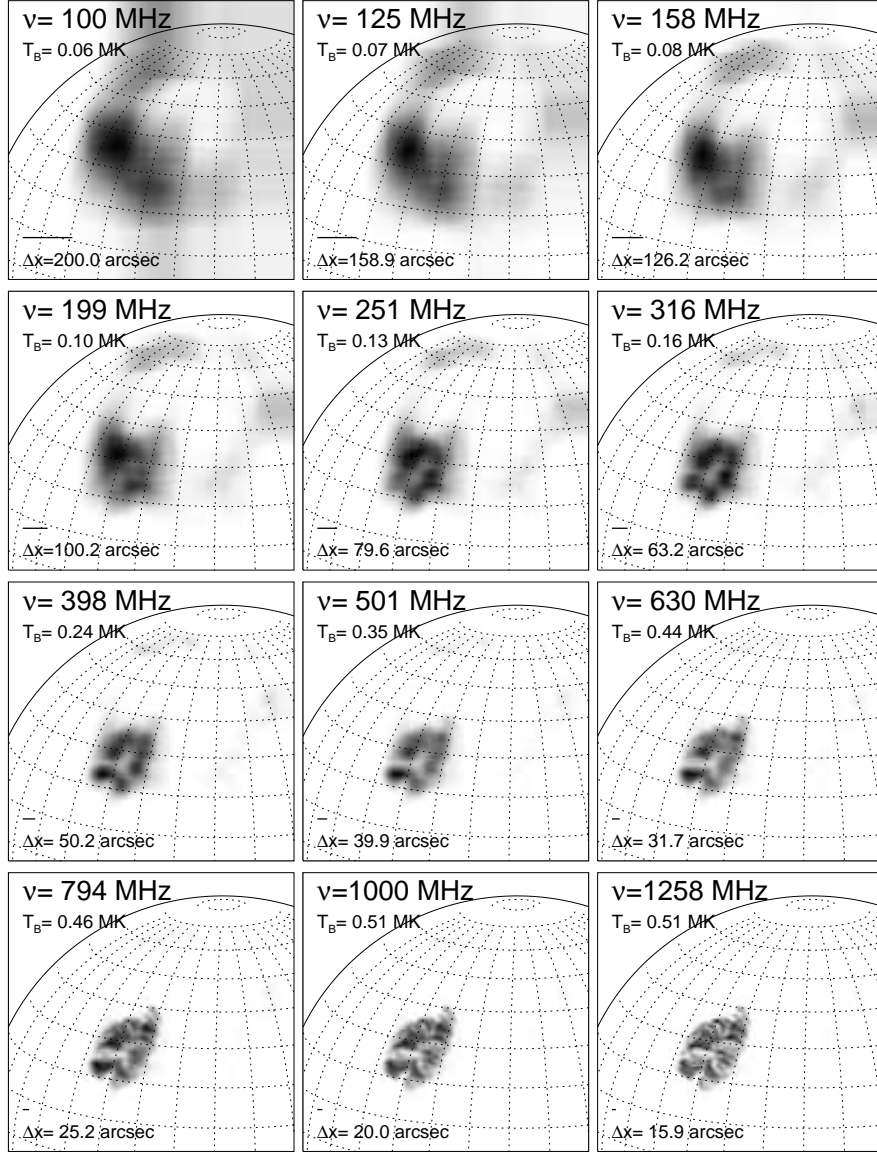 ν= 100 MHz
T_B= 0.06 MK
Δx=200.0 arcsec
ν= 125 MHz
T_B= 0.07 MK
Δx=158.9 arcsec
ν= 158 MHz
T_B= 0.08 MK
Δx=126.2 arcsec
ν= 199 MHz
T_B= 0.10 MK
Δx=100.2 arcsec
ν= 251 MHz
T_B= 0.13 MK
Δx= 79.6 arcsec
ν= 316 MHz
T_B= 0.16 MK
Δx= 63.2 arcsec
ν= 398 MHz
T_B= 0.24 MK
Δx= 50.2 arcsec
ν= 501 MHz
T_B= 0.35 MK
Δx= 39.9 arcsec
ν= 630 MHz
T_B= 0.44 MK
Δx= 31.7 arcsec
ν= 794 MHz
T_B= 0.46 MK
Δx= 25.2 arcsec
ν=1000 MHz
T_B= 0.51 MK
Δx= 20.0 arcsec
ν=1258 MHz
T_B= 0.51 MK
Δx= 15.9 arcsec